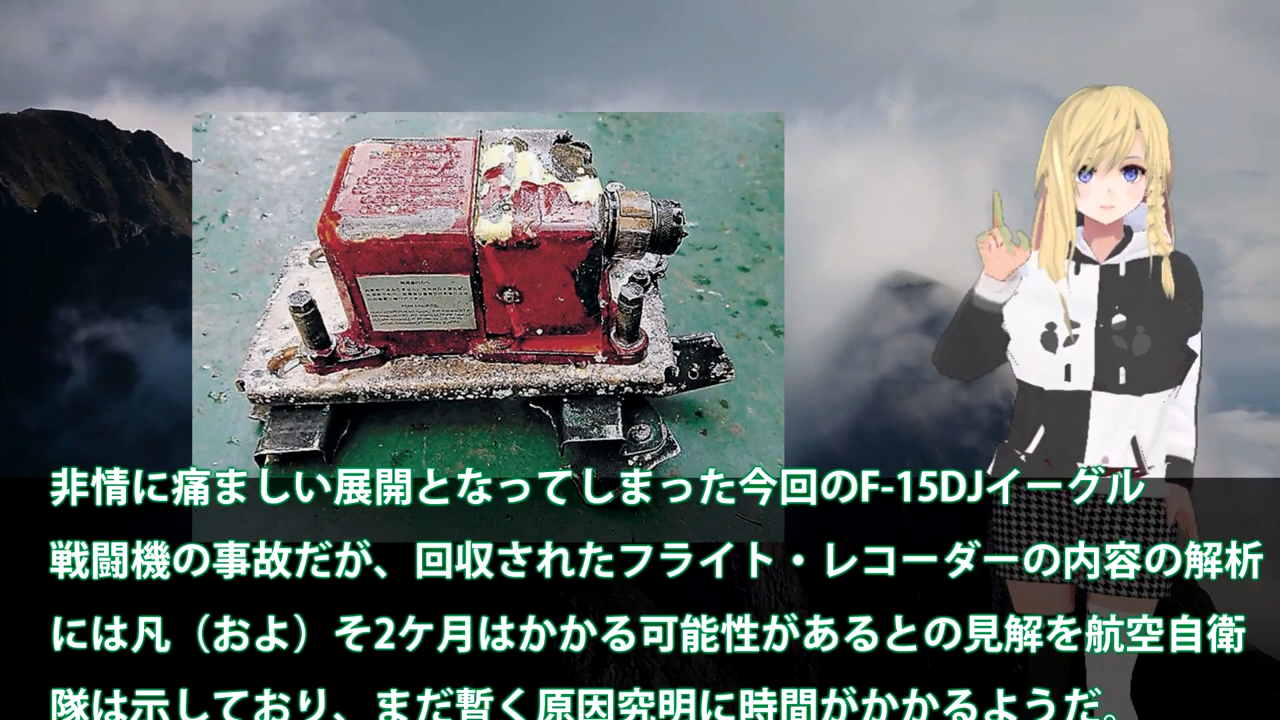 非情に痛ましい展開となってしまった今回のF-15DJイーグル
戦闘機の事故だが、回収されたフライト・レコーダーの内容の解析
には凡（およ）そ2ケ月はかかる可能性があるとの見解を航空自衛
隊は示しており、まだ暫く原因究明に時間がかかるようだ。